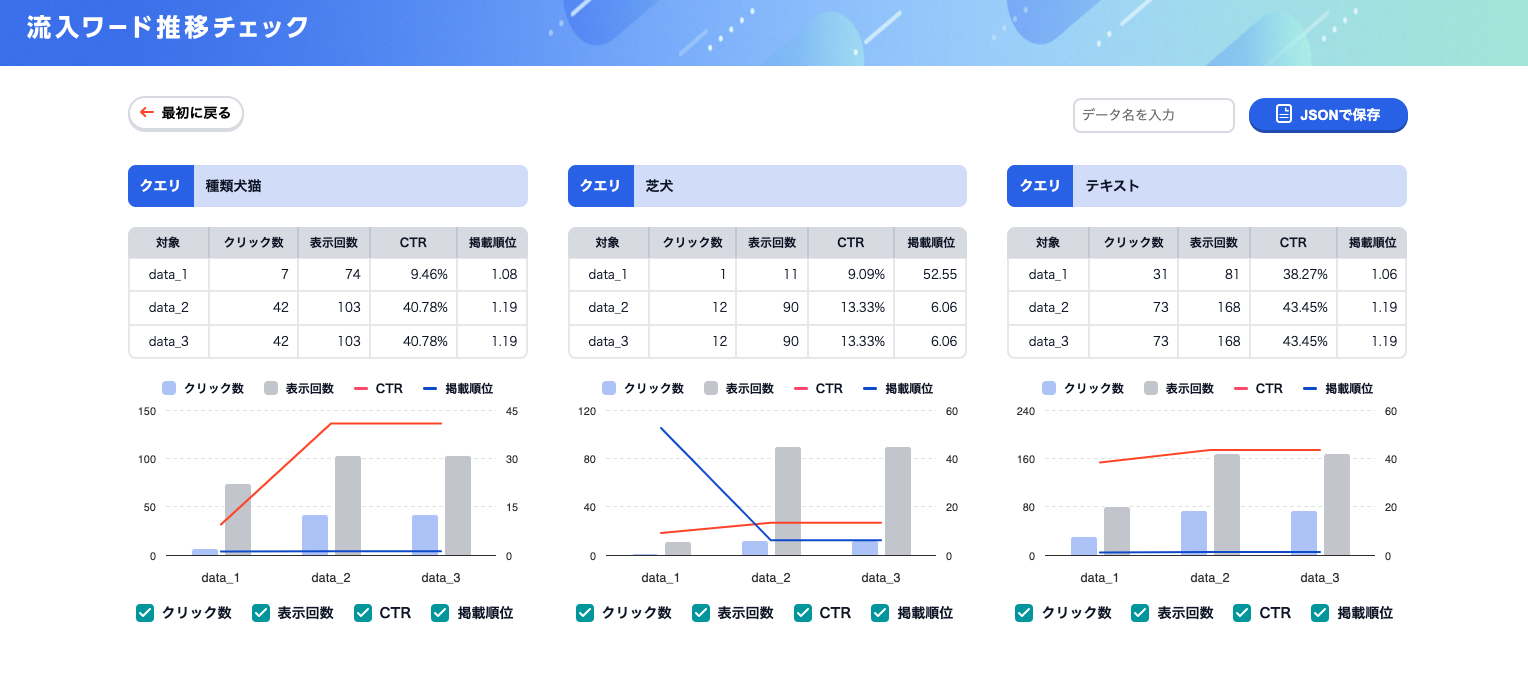 流入ワード推移チェック
最初に戻る
データ名を入力
JSONで保存
クエリ 種類犬猫
対象 クリック数 表示回数 CTR 掲載順位
data_1 7 74 9.46% 1.08
data_2 42 103 40.78% 1.19
data_3 42 103 40.78% 1.19
クリック数 表示回数 CTR 掲載順位
150 45
100 30
50 15
0 0
data_1 data_2 data_3
クリック数 表示回数 CTR 掲載順位
クエリ 芝犬
対象 クリック数 表示回数 CTR 掲載順位
data_1 1 11 9.09% 52.55
data_2 12 90 13.33% 6.06
data_3 12 90 13.33% 6.06
クリック数 表示回数 CTR 掲載順位
120 60
80 40
40 20
0 0
data_1 data_2 data_3
クリック数 表示回数 CTR 掲載順位
クエリ テキスト
対象 クリック数 表示回数 CTR 掲載順位
data_1 31 81 38.27% 1.06
data_2 73 168 43.45% 1.19
data_3 73 168 43.45% 1.19
クリック数 表示回数 CTR 掲載順位
240 60
160 40
80 20
0 0
data_1 data_2 data_3
クリック数 表示回数 CTR 掲載順位